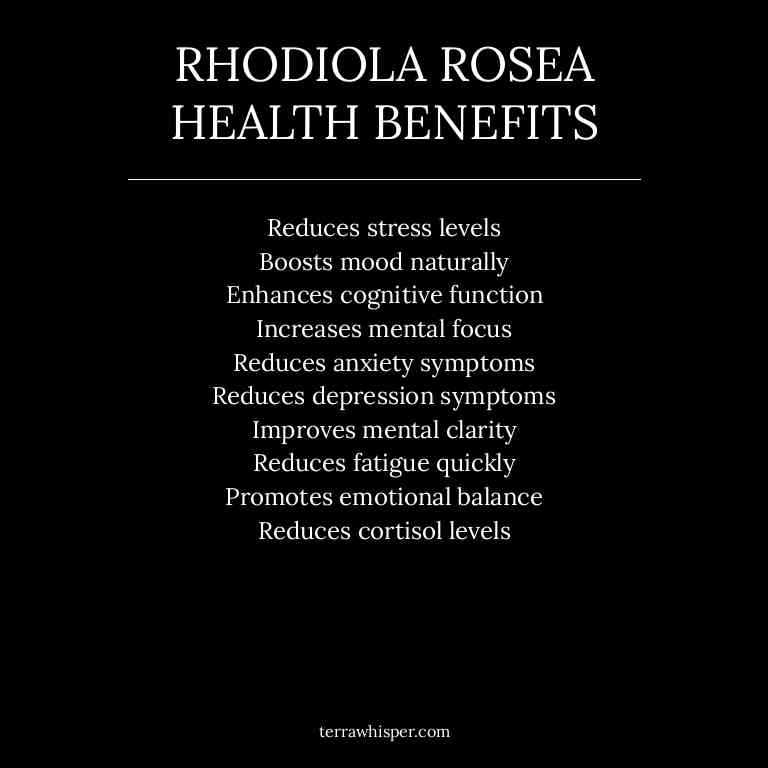 RHODIOLA ROSEA
HEALTH BENEFITS
Reduces stress levels
Boosts mood naturally
Enhances cognitive function
Increases mental focus
Reduces anxiety symptoms
Reduces depression symptoms
Improves mental clarity
Reduces fatigue quickly
Promotes emotional balance
Reduces cortisol levels
terrawhisper.com